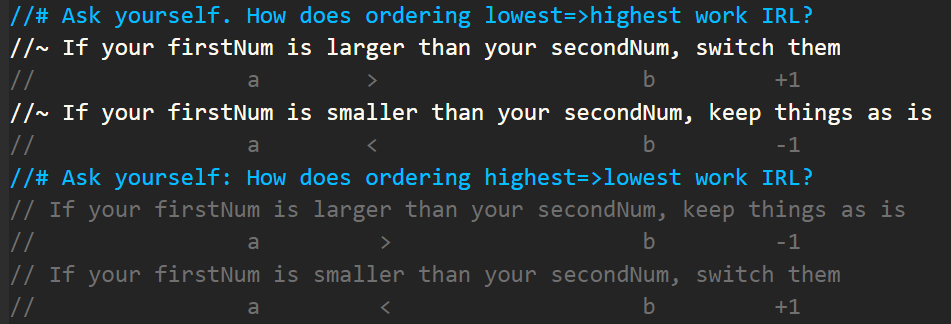 //# Ask yourself. How does ordering lowest=>highest work IRL?
//~ If your firstNum is larger than your secondNum, switch them
// a > b +1
//~ If your firstNum is smaller than your secondNum, keep things as is
// a < b -1
//# Ask yourself: How does ordering highest=>lowest work IRL?
// If your firstNum is larger than your secondNum, keep things as is
// a > b -1
// If your firstNum is smaller than your secondNum, switch them
// a < b +1